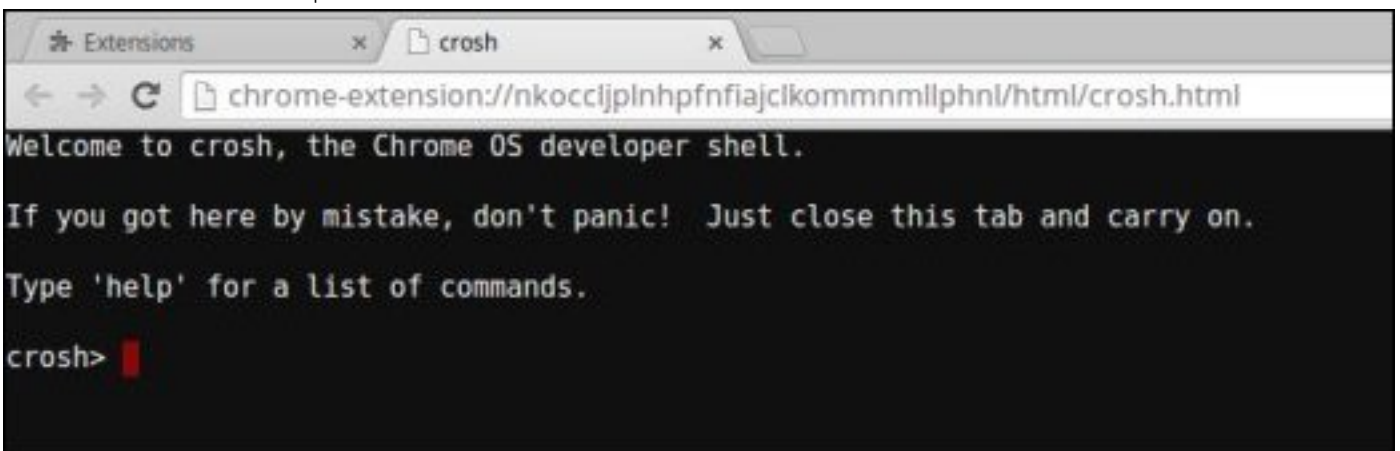 Extensions
crosh
chrome-extension://nkoccljplnhpfnfiajclkommnmllphnl/html/crosh.html
Welcome to crosh, the Chrome OS developer shell.
If you got here by mistake, don't panic!  Just close this tab and carry on.
Type 'help' for a list of commands.
crosh>